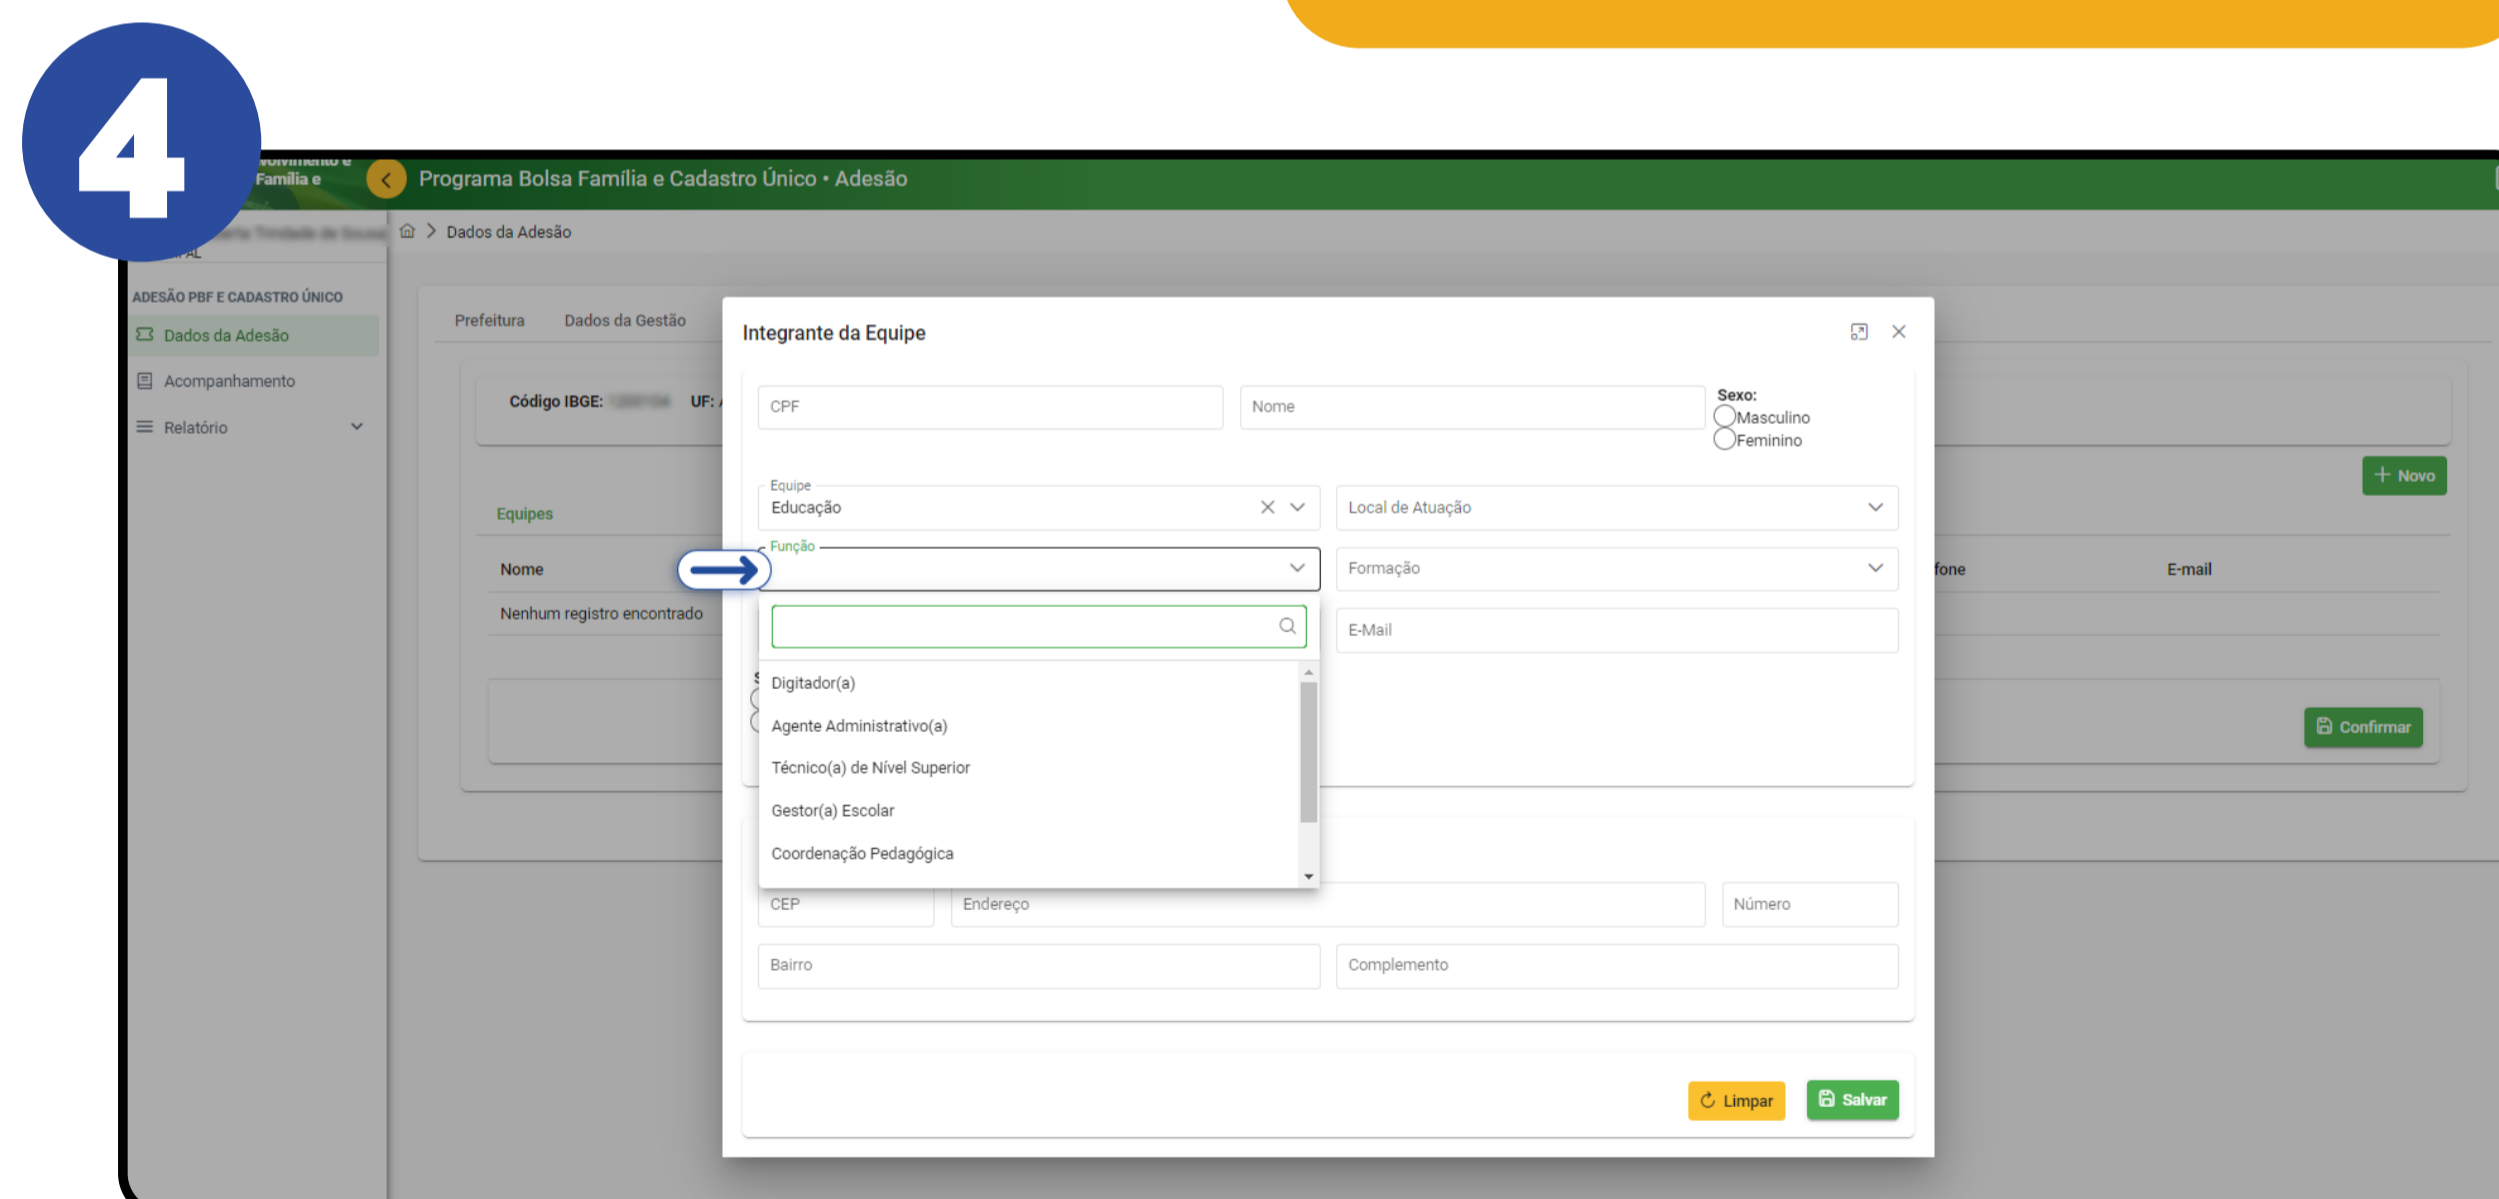 4
Família e
Programa Bolsa Família e Cadastro Único • Adesão
Dados da Adesão
ADESÃO PBF E CADASTRO ÚNICO
Dados da Adesão
Acompanhamento
Relatório
Prefeitura Dados da Gestão
Código IBGE: UF:
Novo
Equipes
Nome fone E-mail
Nenhum registro encontrado
Confirmar
Integrante da Equipe
CPF Nome
Sexo:
Masculino
Feminino
Equipe
Educação
Local de Atuação
Função
Formação
E-Mail
Digitador(a)
Agente Administrativo(a)
Técnico(a) de Nível Superior
Gestor(a) Escolar
Coordenação Pedagógica
CEP Endereço Número
Bairro Complemento
Limpar Salvar